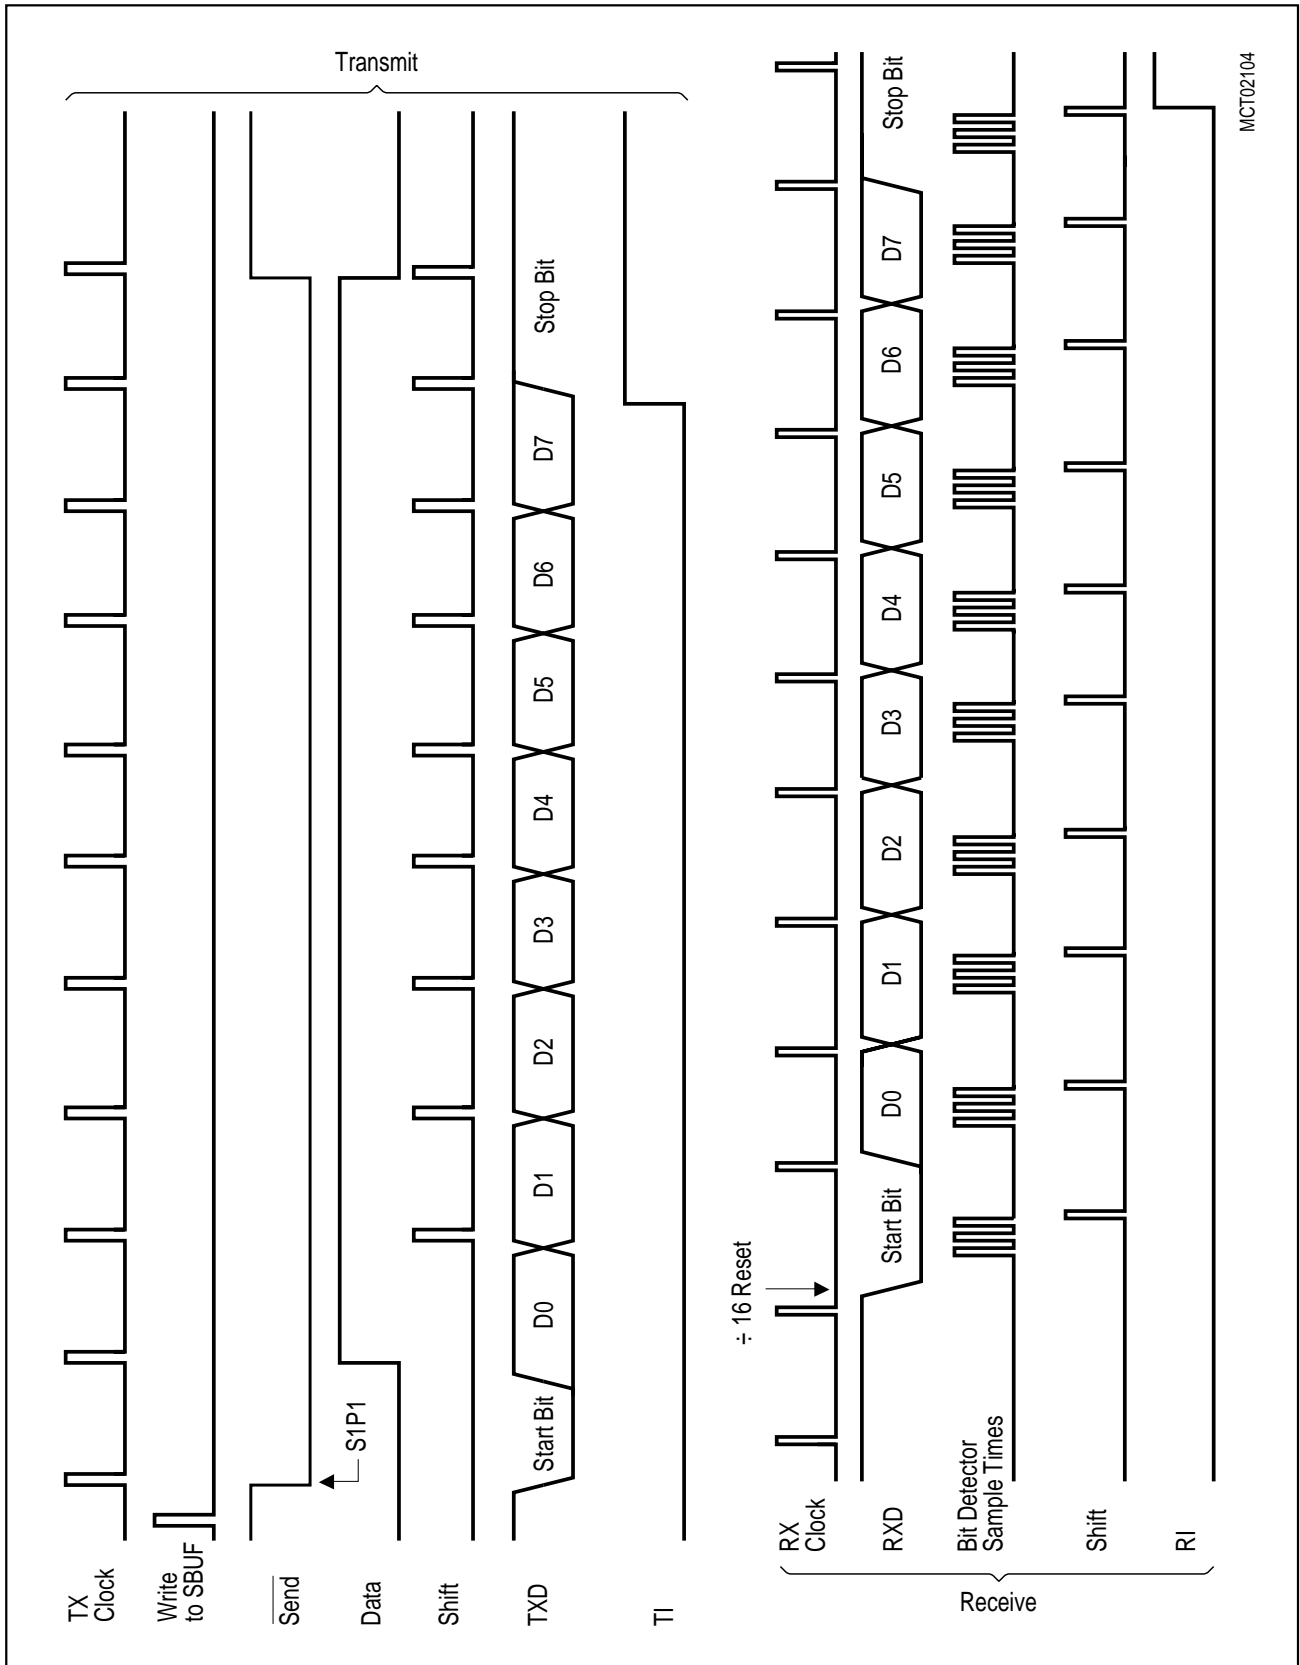 Transmit
TX
Clock
Write
to SBUF
Send
S1P1
Data
Shift
TXD
Start Bit
D0
D1
D2
D3
D4
D5
D6
D7
Stop Bit
TI
÷ 16 Reset
RX
Clock
RXD
Start Bit
D0
D1
D2
D3
D4
D5
D6
D7
Stop Bit
Bit Detector
Sample Times
Shift
RI
Receive
MCT02104